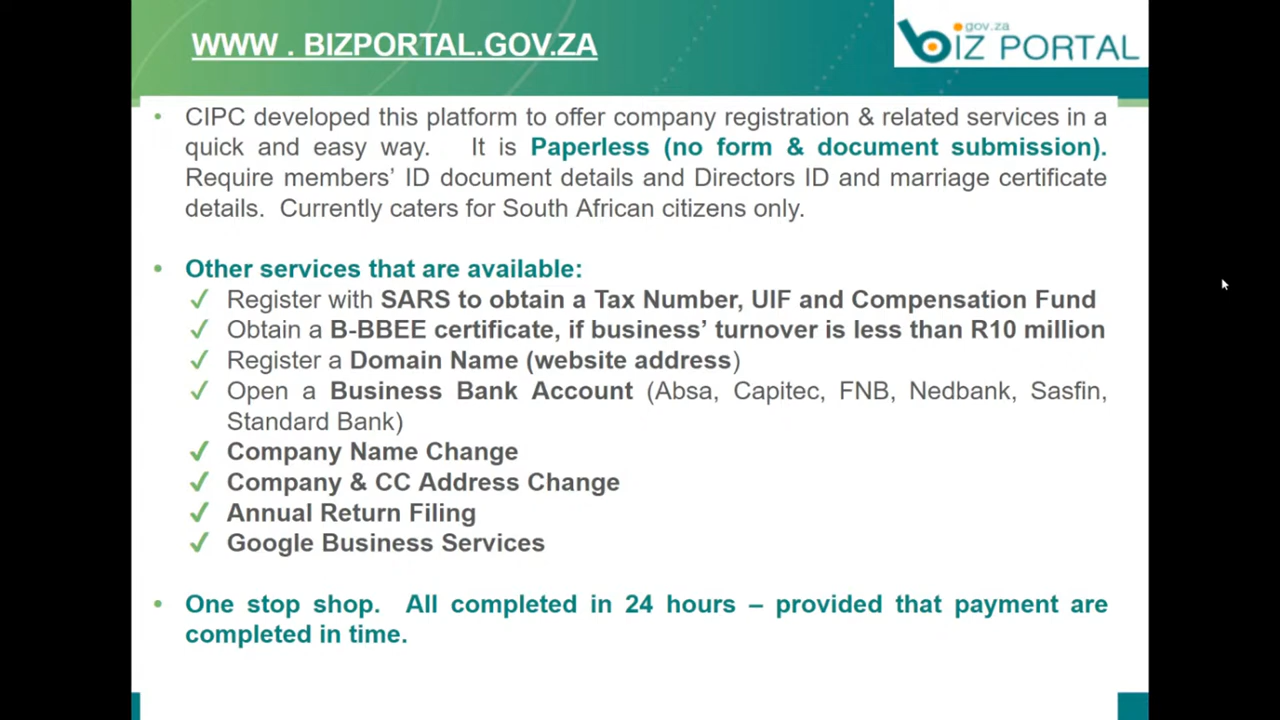 WWW . BIZPORTAL.GOV.ZA
gov.za
biz PORTAL
• CIPC developed this platform to offer company registration & related services in a
quick and easy way. It is Paperless (no form & document submission).
Require members’ ID document details and Directors ID and marriage certificate
details. Currently caters for South African citizens only.
• Other services that are available:
✓ Register with SARS to obtain a Tax Number, UIF and Compensation Fund
✓ Obtain a B-BBEE certificate, if business’ turnover is less than R10 million
✓ Register a Domain Name (website address)
✓ Open a Business Bank Account (Absa, Capitec, FNB, Nedbank, Sasfin,
Standard Bank)
✓ Company Name Change
✓ Company & CC Address Change
✓ Annual Return Filing
✓ Google Business Services
• One stop shop. All completed in 24 hours – provided that payment are
completed in time.